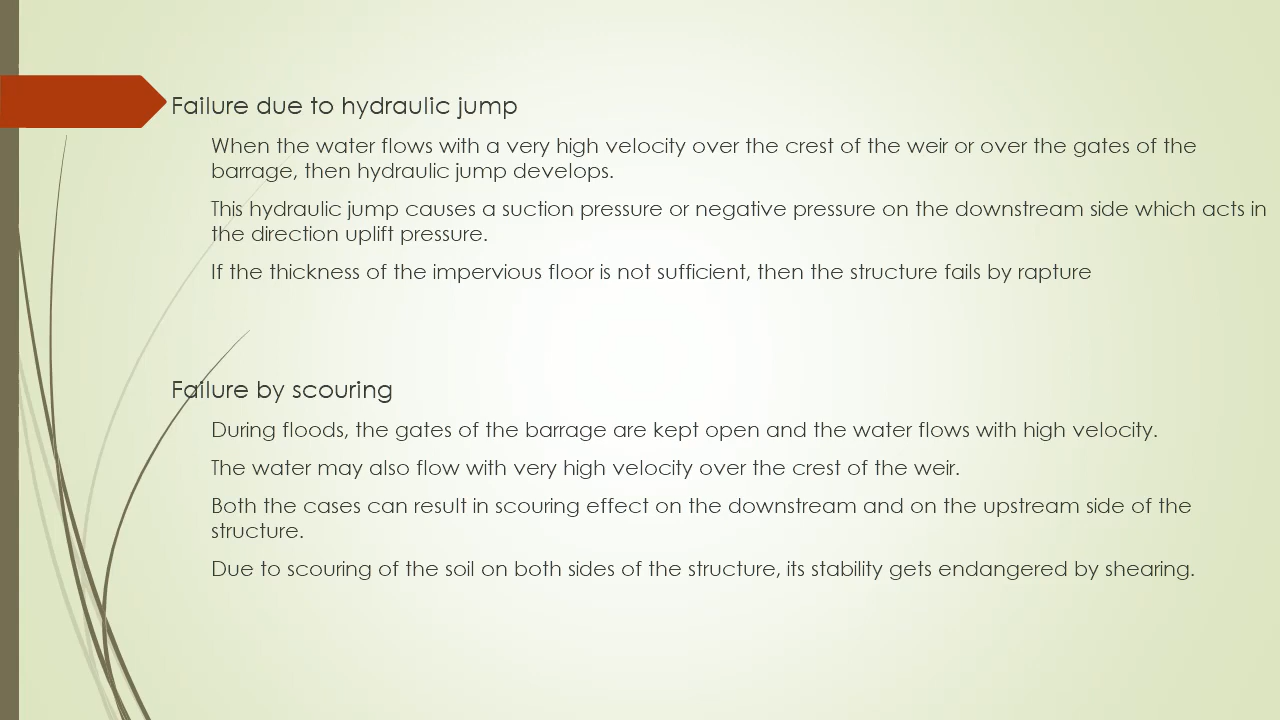 Failure due to hydraulic jump
When the water flows with a very high velocity over the crest of the weir or over the gates of the
barrage, then hydraulic jump develops.
This hydraulic jump causes a suction pressure or negative pressure on the downstream side which acts in
the direction uplift pressure.
If the thickness of the impervious floor is not sufficient, then the structure fails by rapture
Failure by scouring
During floods, the gates of the barrage are kept open and the water flows with high velocity.
The water may also flow with very high velocity over the crest of the weir.
Both the cases can result in scouring effect on the downstream and on the upstream side of the
structure.
Due to scouring of the soil on both sides of the structure, its stability gets endangered by shearing.